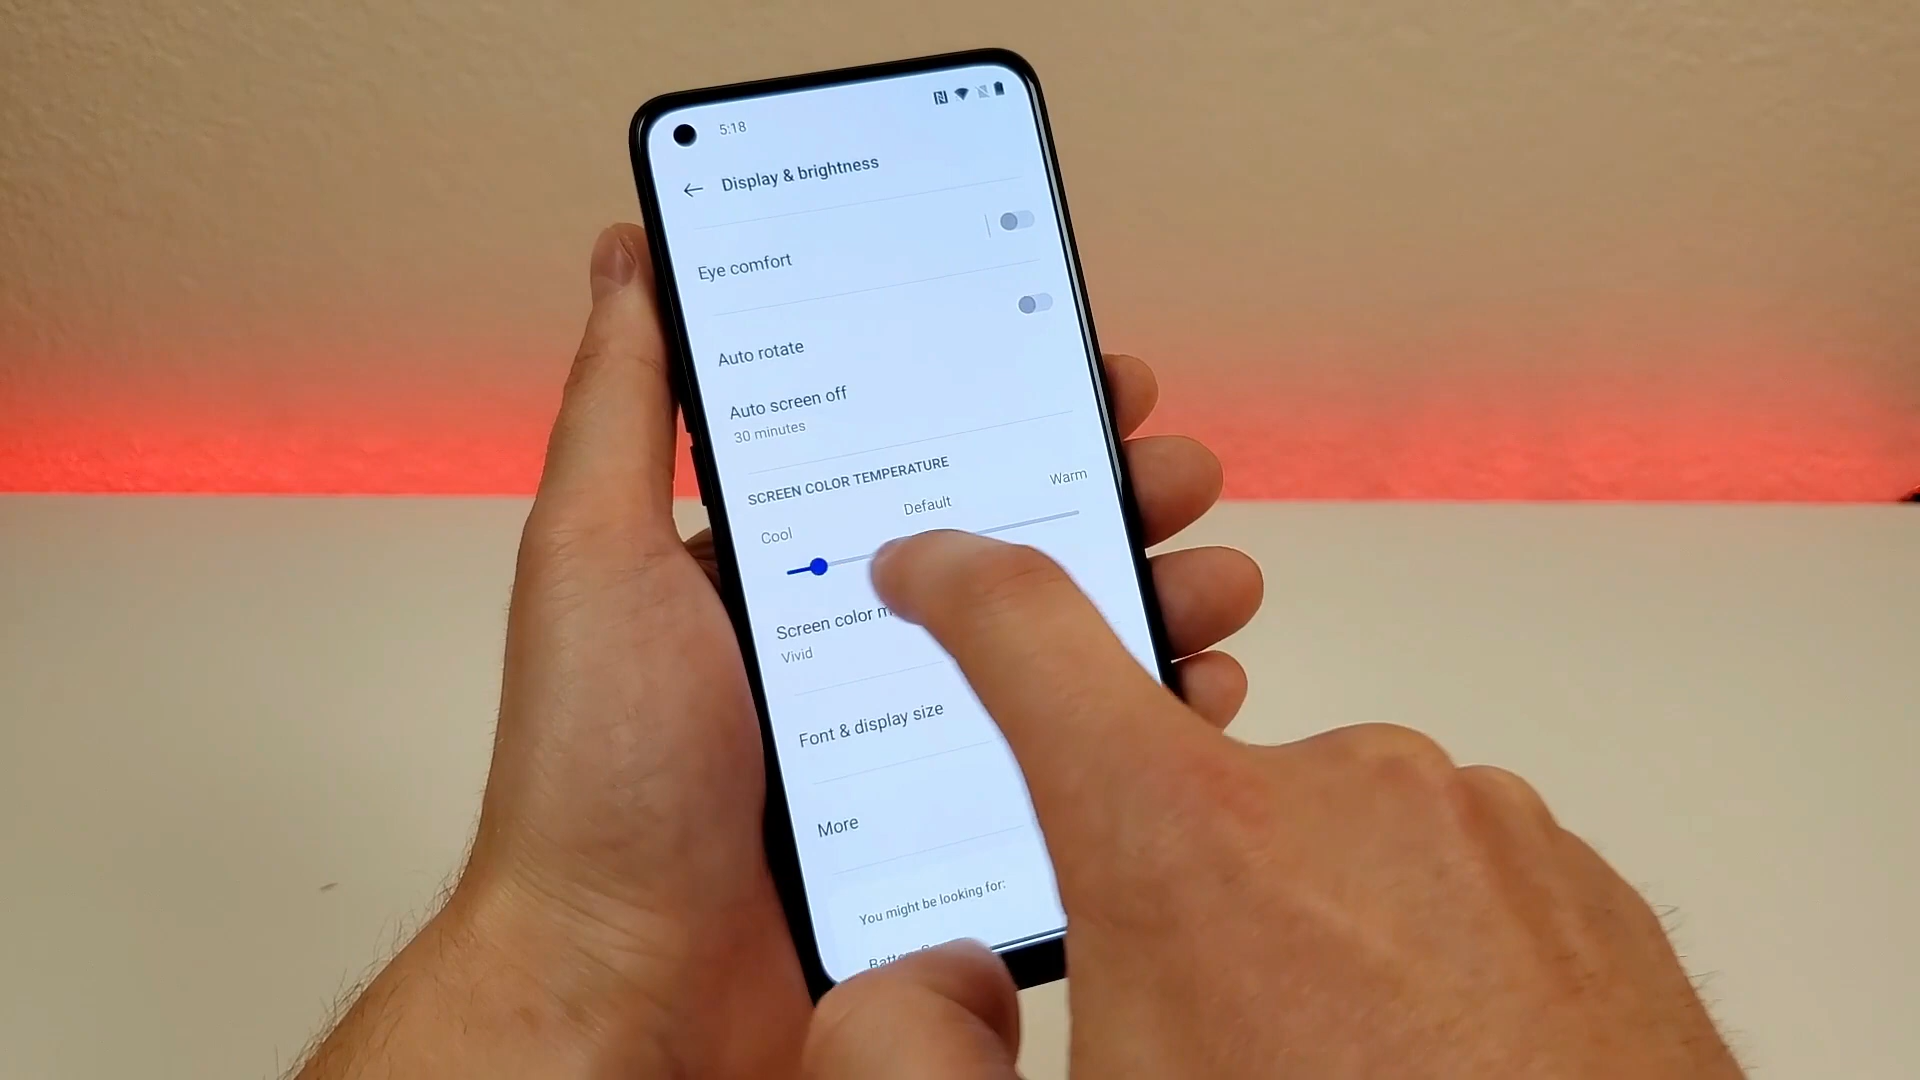 5:18
Display & brightness
Eye comfort
Auto rotate
Auto screen off
30 minutes
SCREEN COLOR TEMPERATURE
Cool Default Warm
Screen color
Vivid
Font & display size
More
You might be looking for: